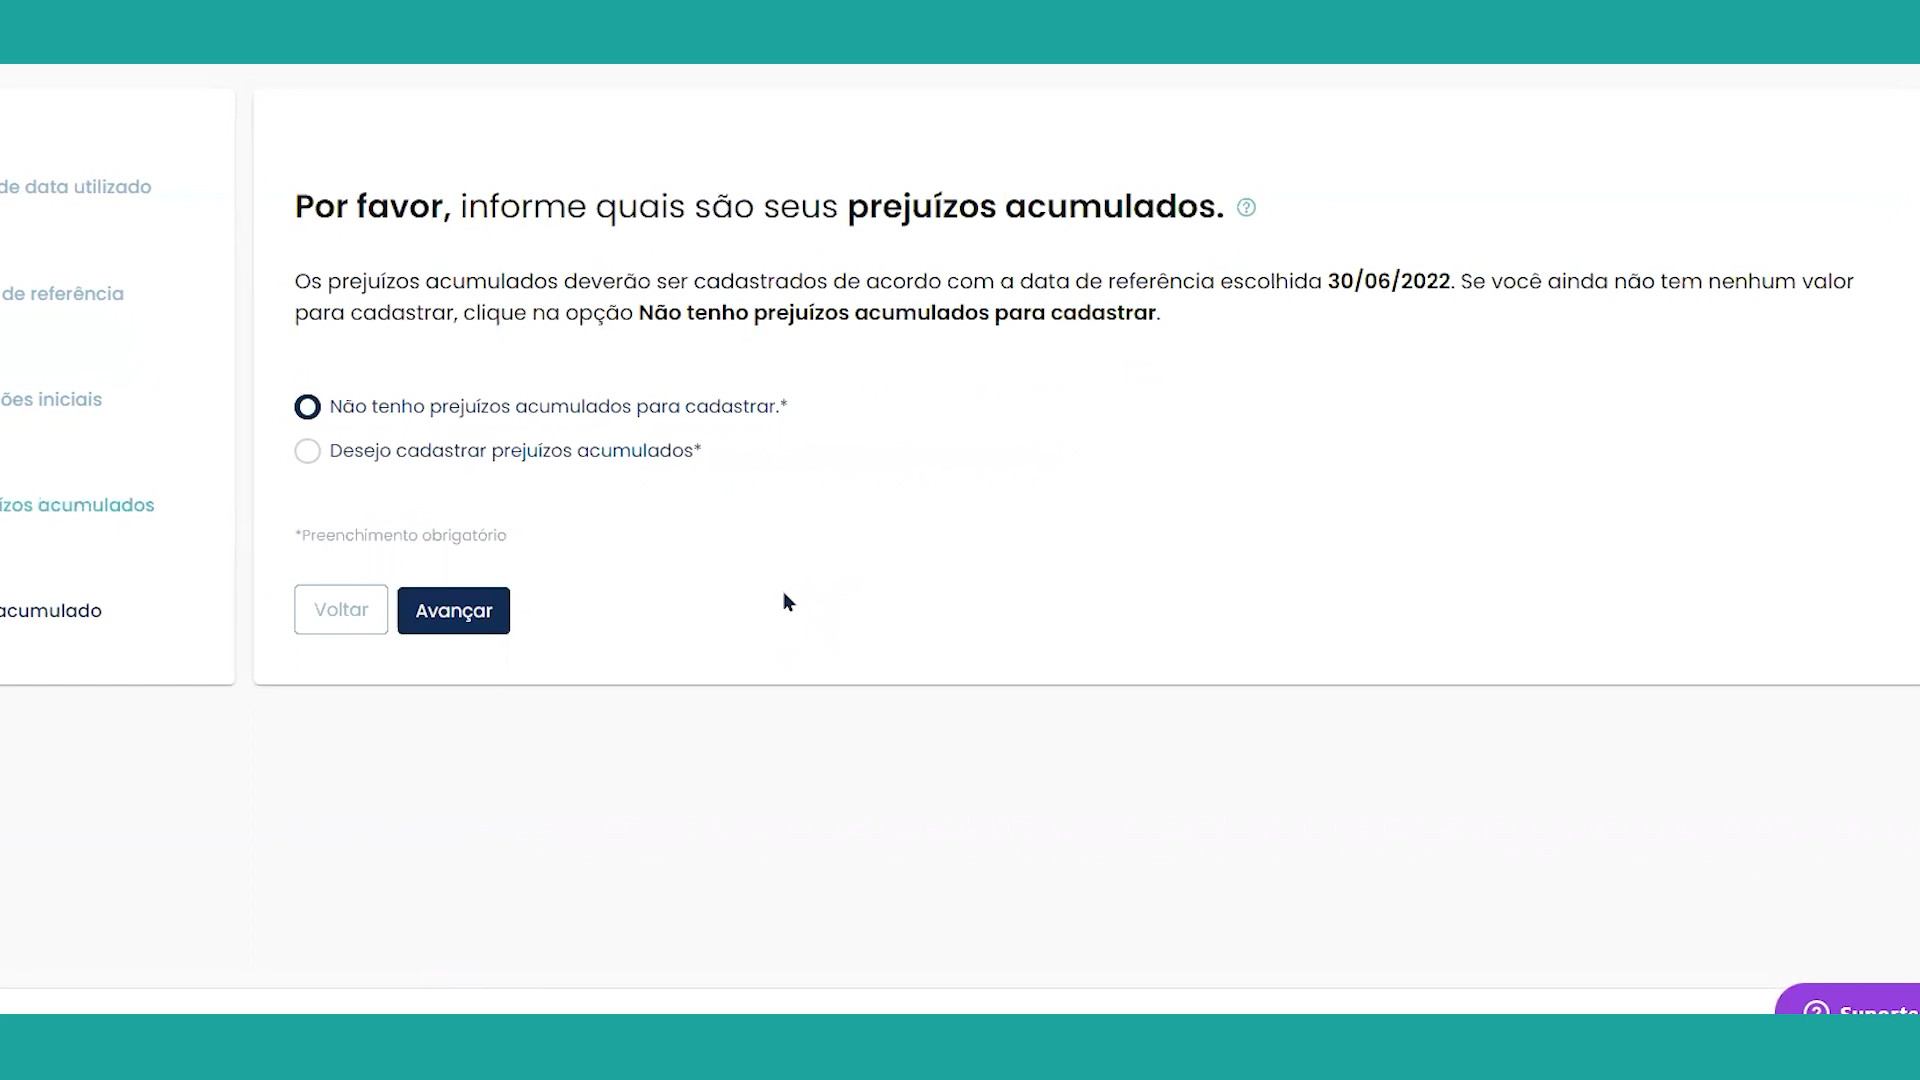 de data utilizado
de referência
ões iniciais
ízos acumulados
acumulado
Por favor, informe quais são seus prejuízos acumulados.
Os prejuízos acumulados deverão ser cadastrados de acordo com a data de referência escolhida 30/06/2022. Se você ainda não tem nenhum valor
para cadastrar, clique na opção Não tenho prejuízos acumulados para cadastrar.
Não tenho prejuízos acumulados para cadastrar.*
Desejo cadastrar prejuízos acumulados*
*Preenchimento obrigatório
Voltar Avançar
Suporte